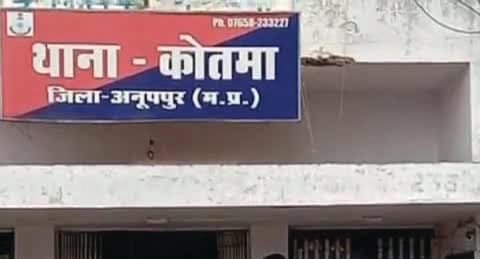 Ph. 07658-233227
थाना - कोतमा
जिला-अनूपपुर (म.प्र.)